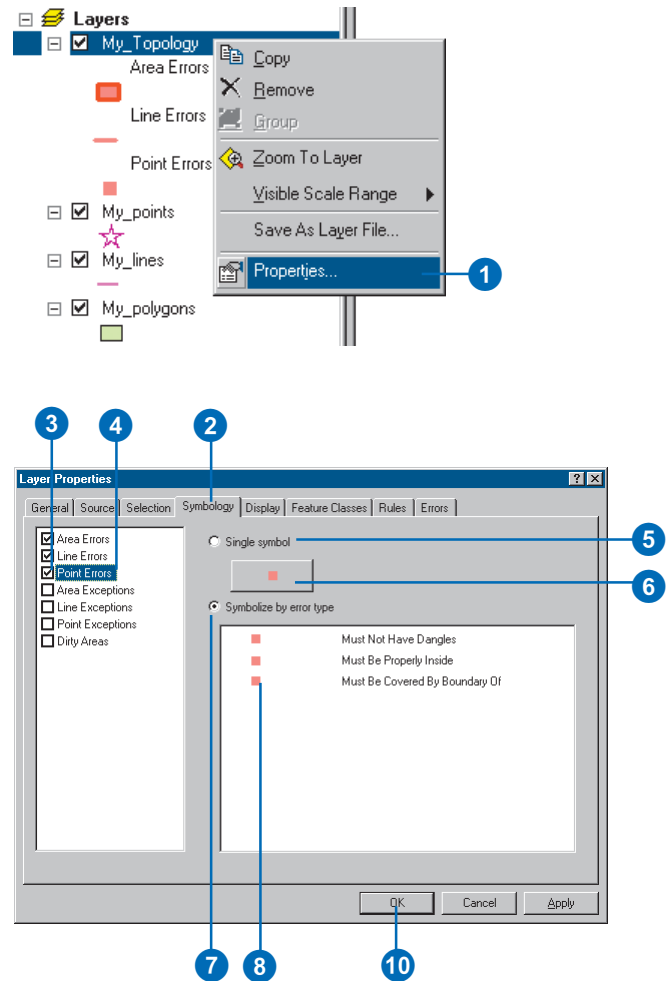 Layers
My_Topology
Area Errors
Line Errors
Point Errors
My_points
My_lines
My_polygons
Copy
Remove
Group
Zoom To Layer
Visible Scale Range
Save As Layer File...
Properties...
1
3
4
2
Layer Properties
General Source Selection Symbology Display Feature Classes Rules Errors
Area Errors
Line Errors
Point Errors
Area Exceptions
Line Exceptions
Point Exceptions
Dirty Areas
Single symbol
5
6
Symbolize by error type
Must Not Have Dangles
Must Be Properly Inside
Must Be Covered By Boundary Of
OK Cancel Apply
7
8
10